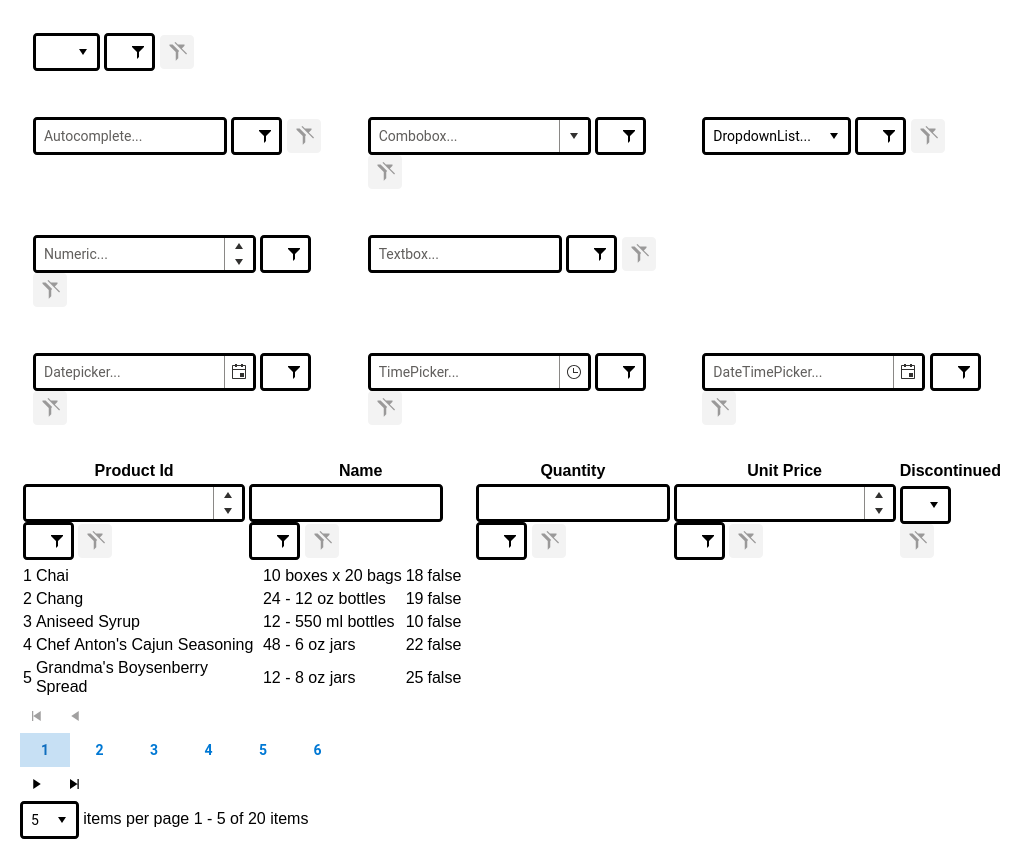 Autocomplete... Combobox... DropdownList...
Numeric... Textbox...
Datepicker... TimePicker... DateTimePicker...
Product Id Name Quantity Unit Price Discontinued
1 Chai 10 boxes x 20 bags 18 false
2 Chang 24 - 12 oz bottles 19 false
3 Aniseed Syrup 12 - 550 ml bottles 10 false
4 Chef Anton's Cajun Seasoning 48 - 6 oz jars 22 false
5 Grandma's Boysenberry Spread 12 - 8 oz jars 25 false
1 2 3 4 5 6
5 items per page 1 - 5 of 20 items